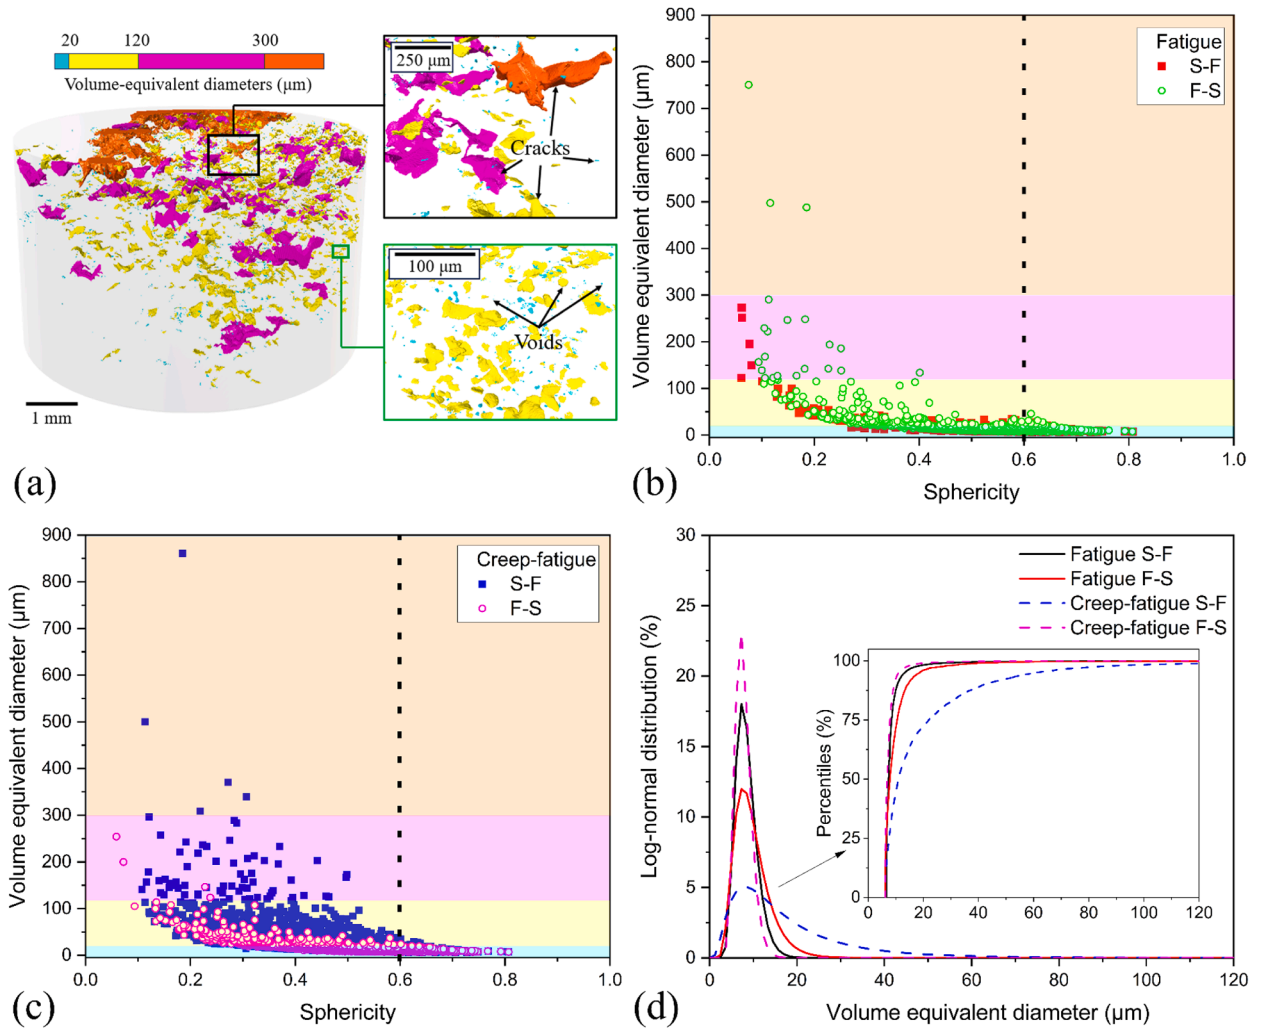 20 120 300
Volume-equivalent diameters (μm)
250 μm
Cracks
100 μm
Voids
1 mm
(a)
900
800
700
600
500
400
300
200
100
0
0.0 0.2 0.4 0.6 0.8 1.0
Volume equivalent diameter (μm)
Sphericity
Fatigue
S-F
F-S
(b)
900
800
700
600
500
400
300
200
100
0
0.0 0.2 0.4 0.6 0.8 1.0
Volume equivalent diameter (μm)
Sphericity
Creep-fatigue
S-F
F-S
(c)
30
25
20
15
10
5
0
0 20 40 60 80 100 120
Log-normal distribution (%)
Volume equivalent diameter (μm)
Fatigue S-F
Fatigue F-S
Creep-fatigue S-F
Creep-fatigue F-S
100
75
50
25
0
0 20 40 60 80 100 120
Percentiles (%)
(d)